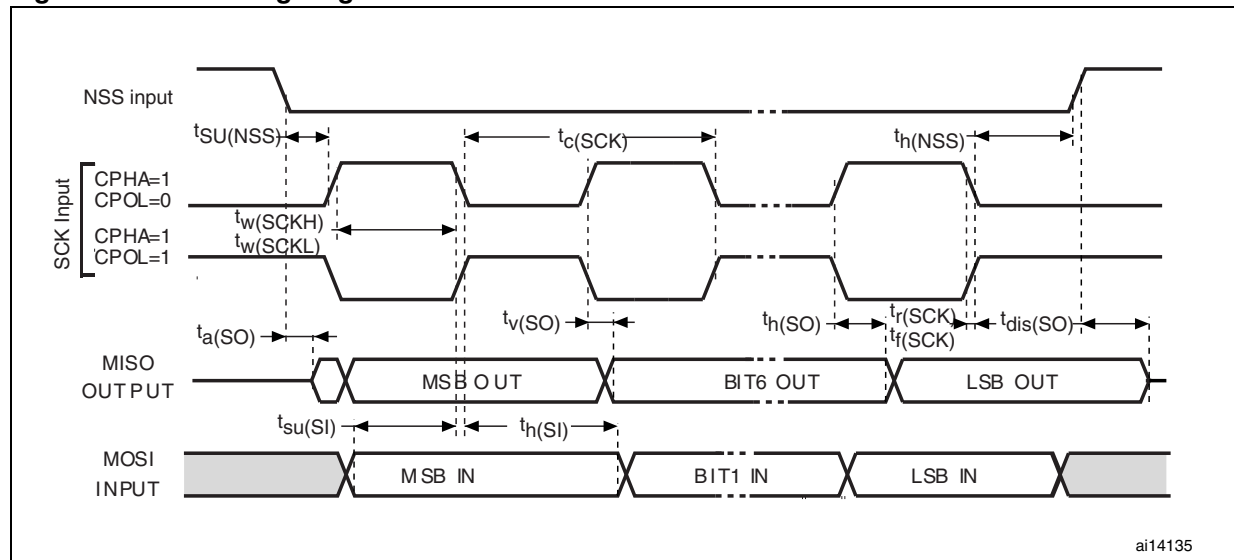 NSS input
tSU(NSS)
tc(SCK)
th(NSS)
SCK Input
CPHA=1
CPOL=0
tw(SCKH)
tw(SCKL)
CPHA=1
CPOL=1
ta(SO)
tv(SO)
th(SO)
tr(SCK)
tf(SCK)
tdis(SO)
MISO
OUTPUT
MSB OUT
BIT6 OUT
LSB OUT
tsu(SI)
th(SI)
MOSI
INPUT
MSB IN
BIT1 IN
LSB IN
ai14135